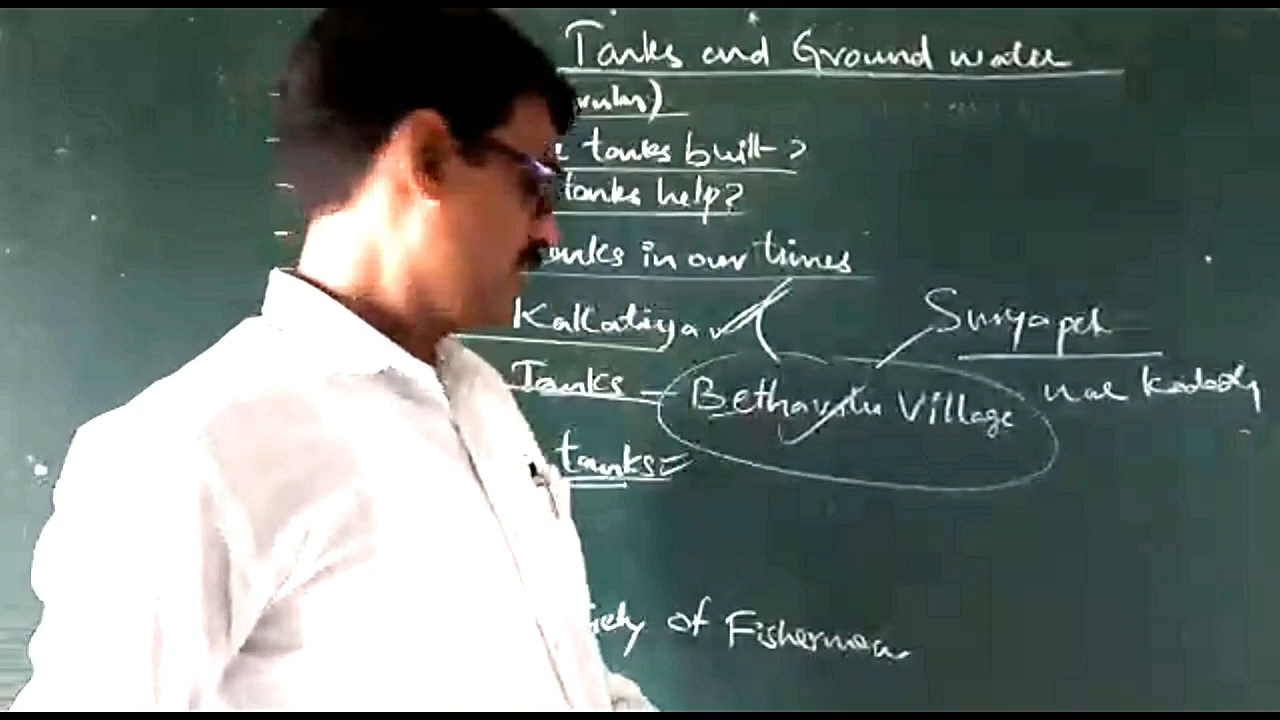 Tanks and Ground water
tanks built ?
tanks help?
in our times
Kakatiya
Suryapet
Tanks - Bethavolu Village
tanks =
of Fishermen